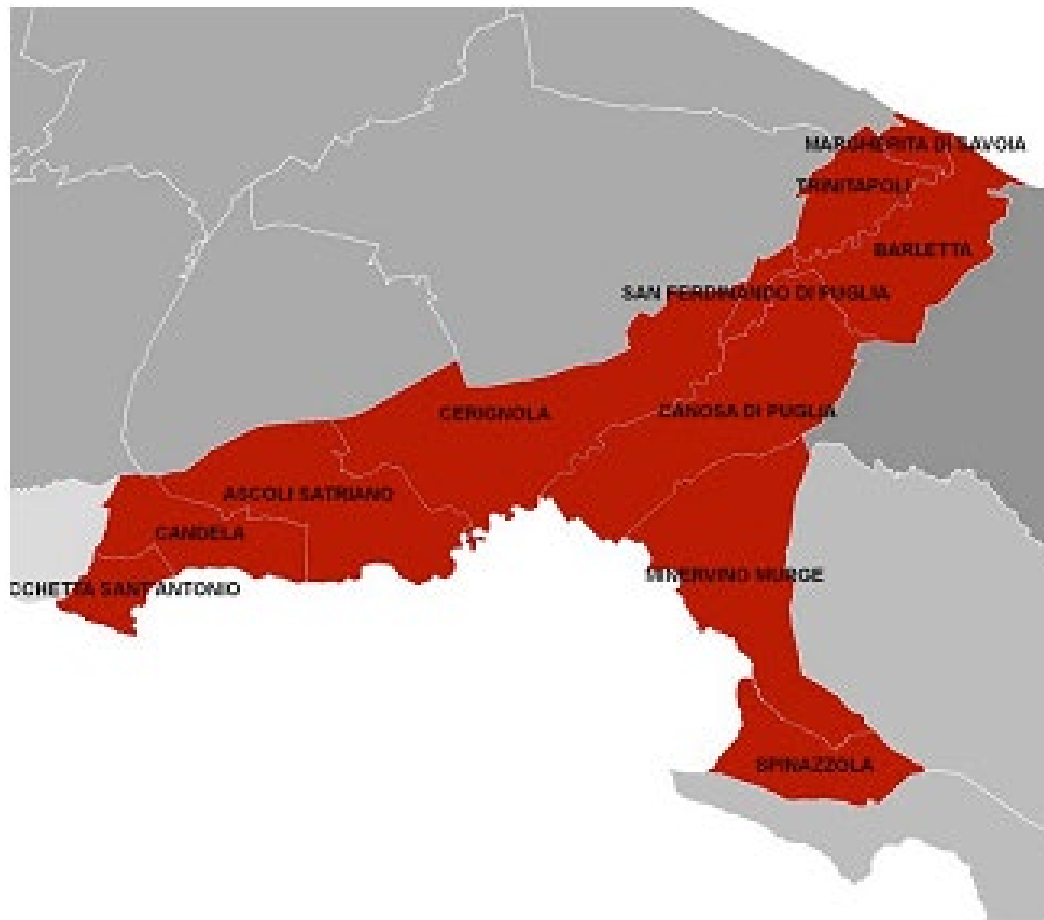 MARGHERITA DI SAVOIA
TRINITAPOLI
BARLETTA
SAN FERDINANDO DI PUGLIA
CERIGNOLA
CANOSA DI PUGLIA
ASCOLI SATRIANO
CANDELA
MINERVINO MURGE
CCHETTA SANT'ANTONIO
SPINAZZOLA